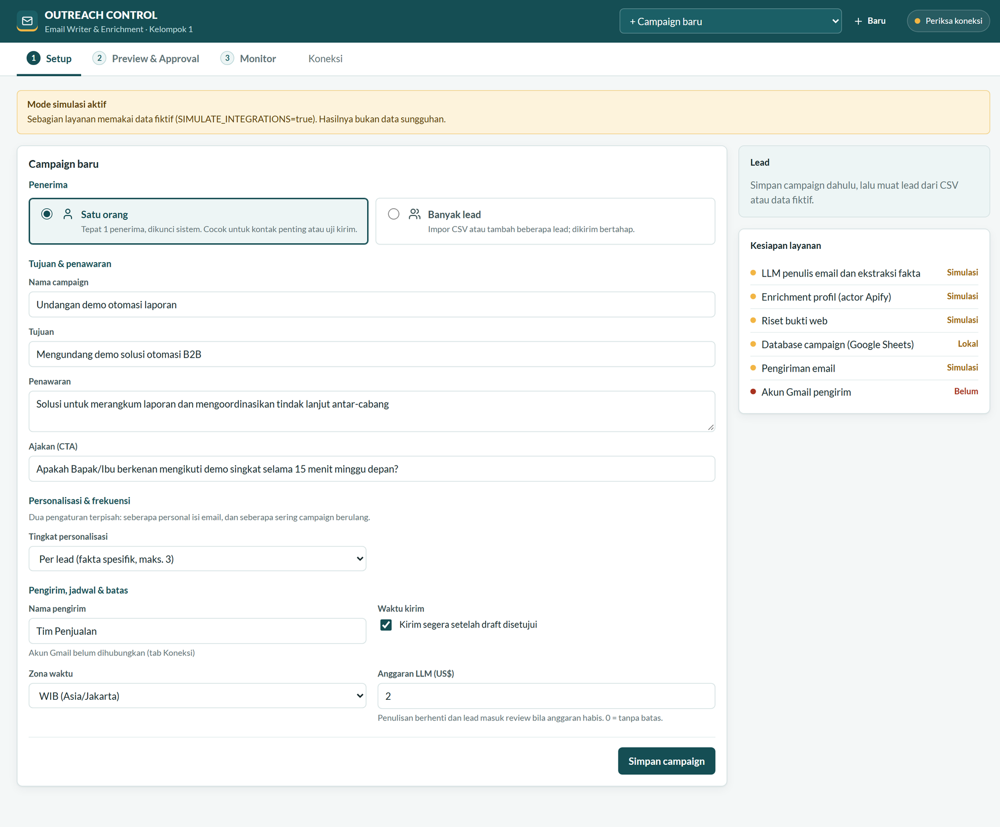 OUTREACH CONTROL
Email Writer & Enrichment · Kelompok 1
+ Campaign baru
+ Baru
Periksa koneksi
1 Setup
2 Preview & Approval
3 Monitor
Koneksi
Mode simulasi aktif
Sebagian layanan memakai data fiktif (SIMULATE_INTEGRATIONS=true). Hasilnya bukan data sungguhan.
Campaign baru
Penerima
Satu orang
Tepat 1 penerima, dikunci sistem. Cocok untuk kontak penting atau uji kirim.
Banyak lead
Impor CSV atau tambah beberapa lead; dikirim bertahap.
Tujuan & penawaran
Nama campaign
Undangan demo otomasi laporan
Tujuan
Mengundang demo solusi otomasi B2B
Penawaran
Solusi untuk merangkum laporan dan mengoordinasikan tindak lanjut antar-cabang
Ajakan (CTA)
Apakah Bapak/Ibu berkenan mengikuti demo singkat selama 15 menit minggu depan?
Personalisasi & frekuensi
Dua pengaturan terpisah: seberapa personal isi email, dan seberapa sering campaign berulang.
Tingkat personalisasi
Per lead (fakta spesifik, maks. 3)
Pengirim, jadwal & batas
Nama pengirim
Tim Penjualan
Akun Gmail belum dihubungkan (tab Koneksi)
Waktu kirim
Kirim segera setelah draft disetujui
Zona waktu
WIB (Asia/Jakarta)
Anggaran LLM (US$)
2
Penulisan berhenti dan lead masuk review bila anggaran habis. 0 = tanpa batas.
Simpan campaign
Lead
Simpan campaign dahulu, lalu muat lead dari CSV
atau data fiktif.
Kesiapan layanan
LLM penulis email dan ekstraksi fakta Simulasi
Enrichment profil (actor Apify) Simulasi
Riset bukti web Simulasi
Database campaign (Google Sheets) Lokal
Pengiriman email Simulasi
Akun Gmail pengirim Belum